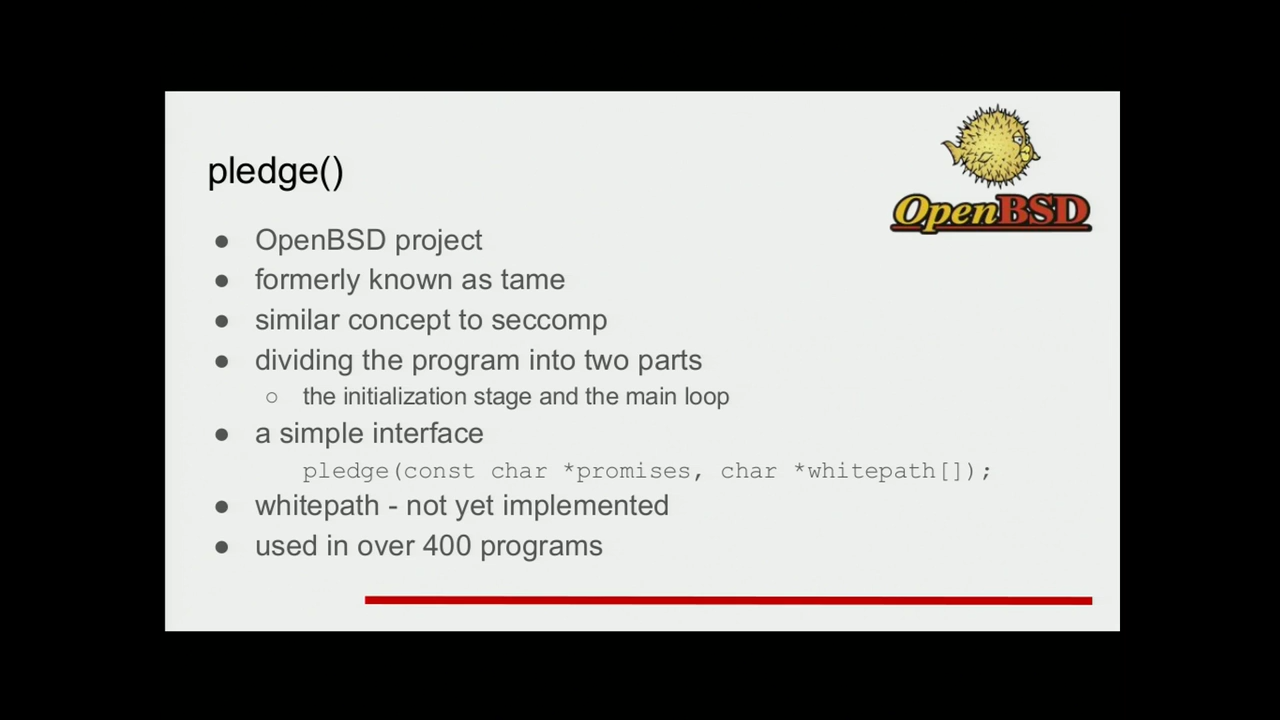 OpenBSD
pledge()
● OpenBSD project
● formerly known as tame
● similar concept to seccomp
● dividing the program into two parts
○ the initialization stage and the main loop
● a simple interface
pledge(const char *promises, char *whitepath[]);
● whitepath - not yet implemented
● used in over 400 programs